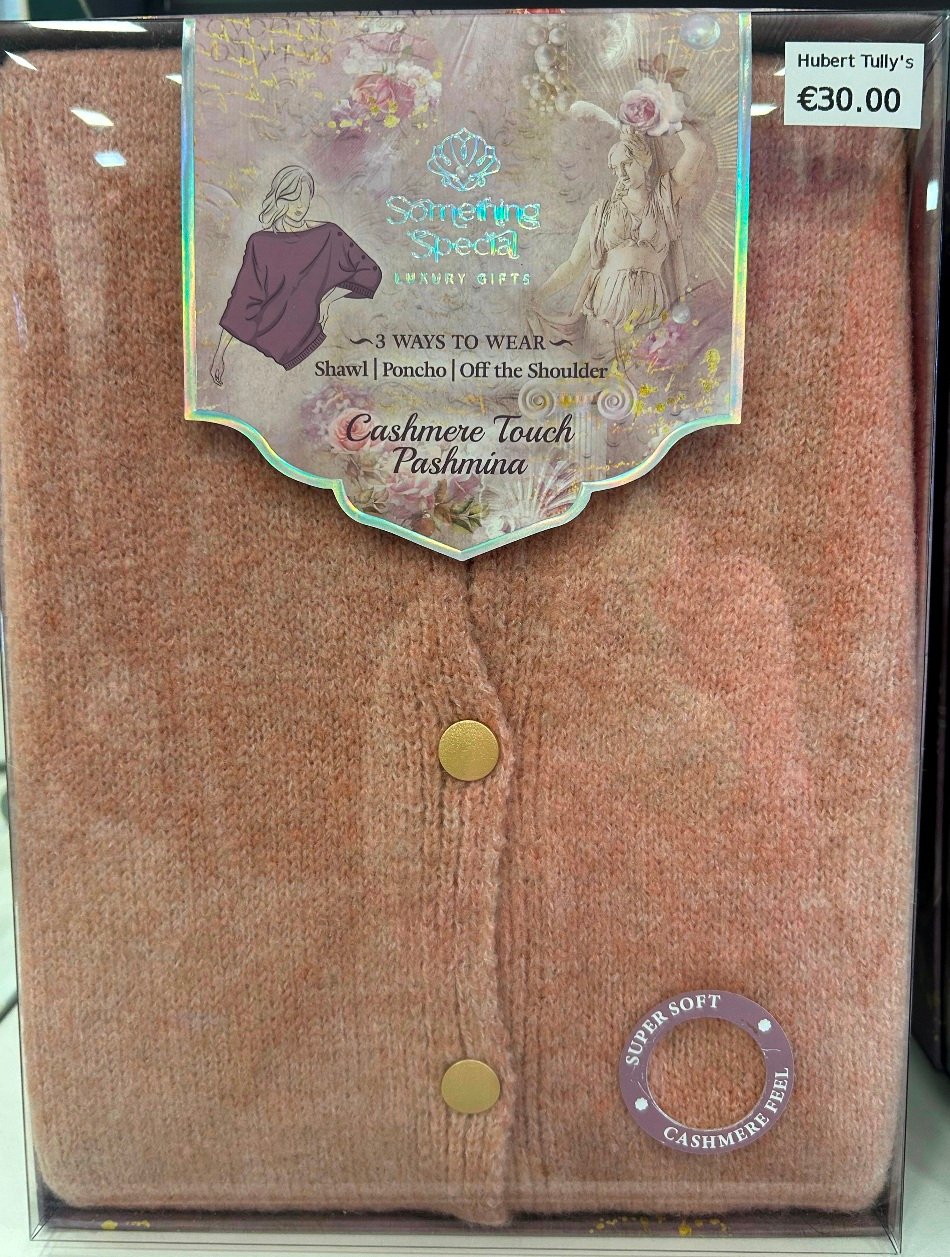 Hubert Tully's
€30.00
Something
Special
LUXURY GIFTS
3 WAYS TO WEAR
Shawl | Poncho | Off the Shoulder
Cashmere Touch
Pashmina
SUPER SOFT
CASHMERE FEEL